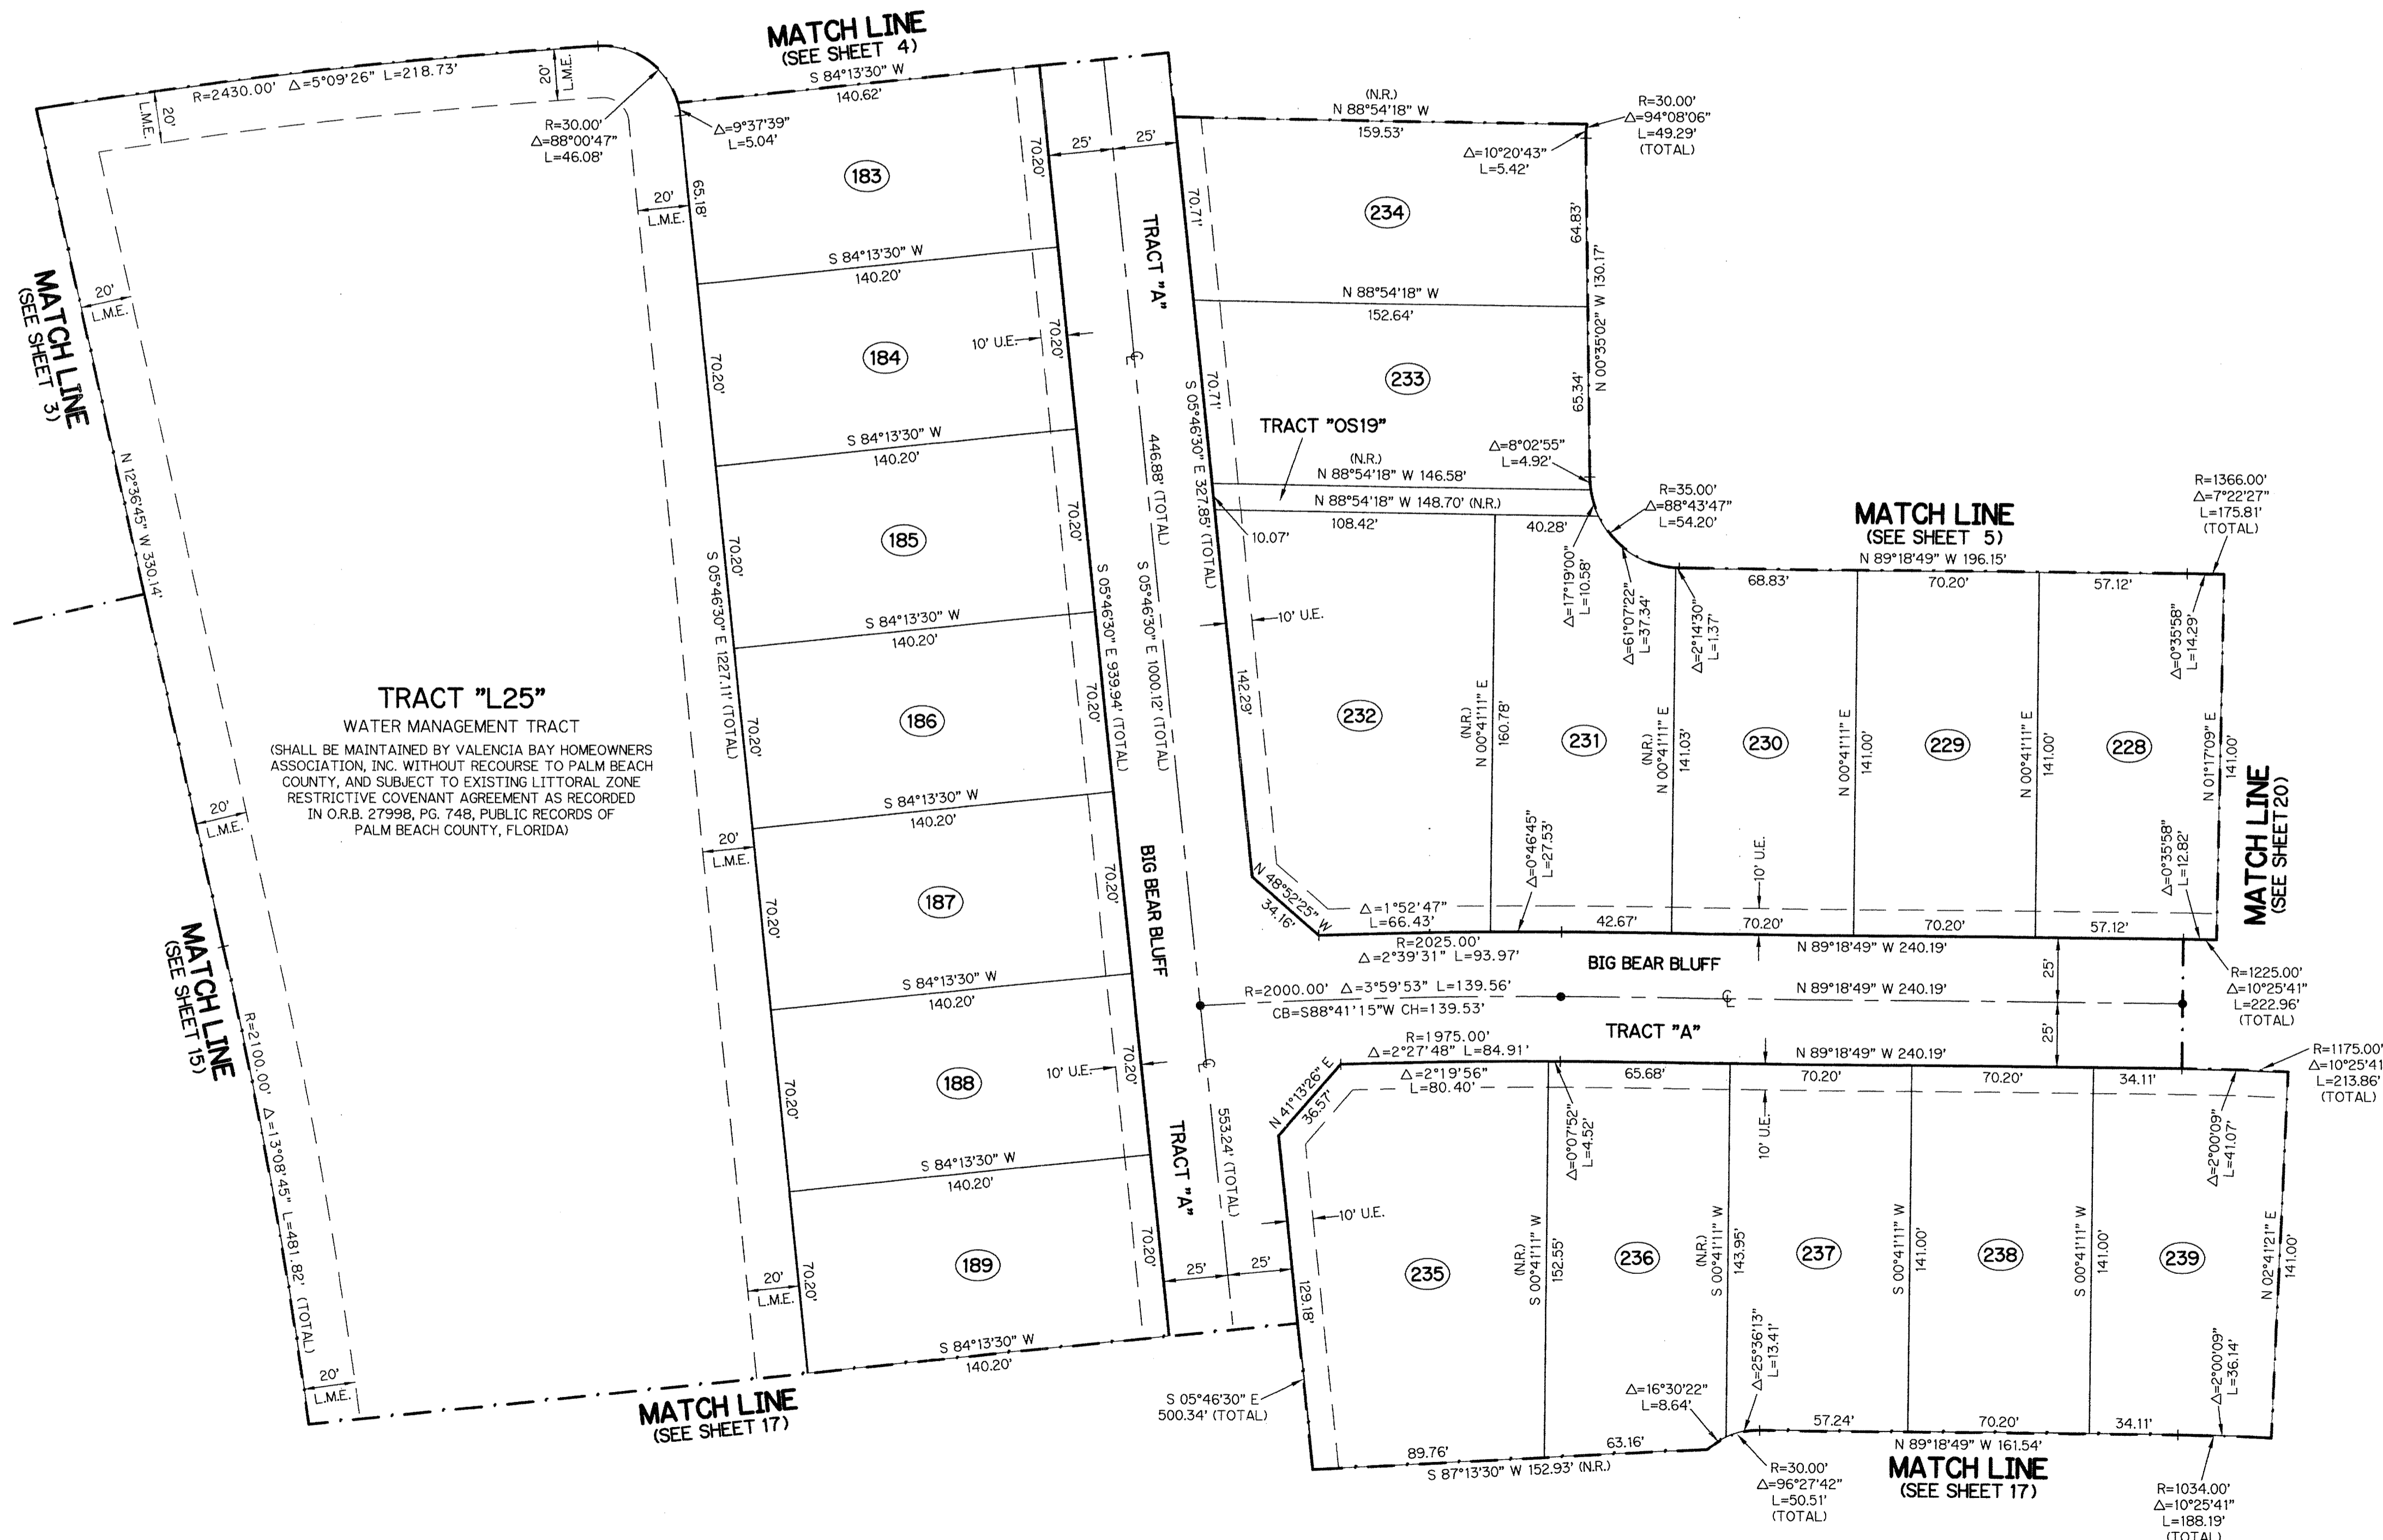 MATCH LINE
(SEE SHEET 4)
S 84°13'30" W
140.62'
R=2430.00' Δ=5°09'26" L=218.73'
20'
L.M.E.
20'
L.M.E.
R=30.00'
Δ=88°00'47"
L=46.08'
Δ=9°37'39"
L=5.04'
20'
L.M.E.
65.18'
183
70.20'
25'
25'
TRACT "A"
S 84°13'30" W
140.20'
MATCH LINE
(SEE SHEET 3)
20'
L.M.E.
N 12°36'45" W 330.14'
70.20'
184
10' U.E.
70.20'
S 84°13'30" W
140.20'
70.20'
185
70.20'
S 84°13'30" W
140.20'
S 05°46'30" E 1227.11' (TOTAL)
70.20'
186
70.20'
S 84°13'30" W
140.20'
S 05°46'30" E 939.94' (TOTAL)
446.88' (TOTAL)
S 05°46'30" E 1000.12' (TOTAL)
TRACT "L25"
WATER MANAGEMENT TRACT
(SHALL BE MAINTAINED BY VALENCIA BAY HOMEOWNERS
ASSOCIATION, INC. WITHOUT RECOURSE TO PALM BEACH
COUNTY, AND SUBJECT TO EXISTING LITTORAL ZONE
RESTRICTIVE COVENANT AGREEMENT AS RECORDED
IN O.R.B. 27998, PG. 748, PUBLIC RECORDS OF
PALM BEACH COUNTY, FLORIDA)
20'
L.M.E.
20'
L.M.E.
70.20'
187
70.20'
BIG BEAR BLUFF
S 84°13'30" W
140.20'
MATCH LINE
(SEE SHEET 15)
R=2100.00' Δ=13°08'45" L=481.82' (TOTAL)
70.20'
188
10' U.E.
70.20'
S 84°13'30" W
140.20'
TRACT "A"
553.24' (TOTAL)
20'
L.M.E.
70.20'
189
70.20'
25'
25'
S 84°13'30" W
140.20'
20'
L.M.E.
MATCH LINE
(SEE SHEET 17)
(N.R.)
N 88°54'18" W
159.53'
R=30.00'
Δ=94°08'06"
L=49.29'
(TOTAL)
Δ=10°20'43"
L=5.42'
70.71'
234
64.83'
N 00°35'02" W 130.17'
N 88°54'18" W
152.64'
70.71'
233
65.34'
S 05°46'30" E 327.85' (TOTAL)
TRACT "OS19"
(N.R.)
N 88°54'18" W 146.58'
Δ=8°02'55"
L=4.92'
N 88°54'18" W 148.70' (N.R.)
108.42'
40.28'
10.07'
R=35.00'
Δ=88°43'47"
L=54.20'
Δ=17°19'00"
L=10.58'
Δ=61°07'22"
L=37.34'
Δ=2°14'30"
L=1.37'
MATCH LINE
(SEE SHEET 5)
N 89°18'49" W 196.15'
68.83'
70.20'
57.12'
R=1366.00'
Δ=7°22'27"
L=175.81'
(TOTAL)
Δ=0°35'58"
L=14.29'
10' U.E.
142.29'
232
(N.R.)
N 00°41'11" E
160.78'
231
(N.R.)
N 00°41'11" E
141.03'
230
N 00°41'11" E
141.00'
229
N 00°41'11" E
141.00'
228
N 01°17'09" E
141.00'
MATCH LINE
(SEE SHEET 20)
N 48°52'25" W
34.16'
Δ=1°52'47"
L=66.43'
Δ=0°46'45"
L=27.53'
42.67'
70.20'
10' U.E.
70.20'
57.12'
Δ=0°35'58"
L=12.82'
R=2025.00'
Δ=2°39'31" L=93.97'
BIG BEAR BLUFF
N 89°18'49" W 240.19'
25'
R=1225.00'
Δ=10°25'41"
L=222.96'
(TOTAL)
R=2000.00' Δ=3°59'53" L=139.56'
CB=S88°41'15"W CH=139.53'
N 89°18'49" W 240.19'
TRACT "A"
25'
R=1975.00'
Δ=2°27'48" L=84.91'
N 89°18'49" W 240.19'
R=1175.00'
Δ=10°25'41
L=213.86'
(TOTAL)
N 41°13'26" E
36.57'
Δ=2°19'56"
L=80.40'
Δ=0°07'52"
L=4.52'
65.68'
70.20'
10' U.E.
70.20'
34.11'
Δ=2°00'09"
L=41.07'
10' U.E.
129.18'
235
(N.R.)
S 00°41'11" W
152.55'
236
(N.R.)
S 00°41'11" W
143.95'
237
S 00°41'11" W
141.00'
238
S 00°41'11" W
141.00'
239
N 02°41'21" E
141.00'
S 05°46'30" E
500.34' (TOTAL)
Δ=16°30'22"
L=8.64'
Δ=25°36'13"
L=13.41'
Δ=2°00'09"
L=36.14'
89.76'
63.16'
S 87°13'30" W 152.93' (N.R.)
57.24'
70.20'
34.11'
N 89°18'49" W 161.54'
MATCH LINE
(SEE SHEET 17)
R=30.00'
Δ=96°27'42"
L=50.51'
(TOTAL)
R=1034.00'
Δ=10°25'41"
L=188.19'
(TOTAL)